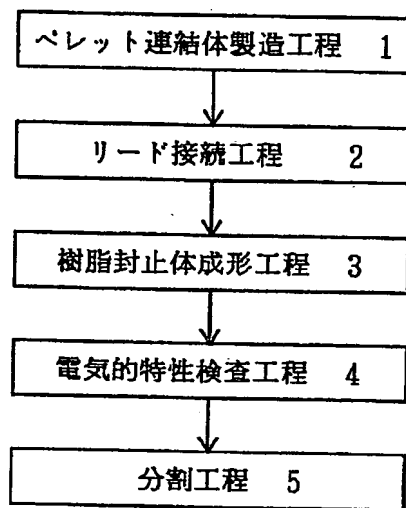 ペレット連結体製造工程 1
リード接続工程 2
樹脂封止体成形工程 3
電気的特性検査工程 4
分割工程 5